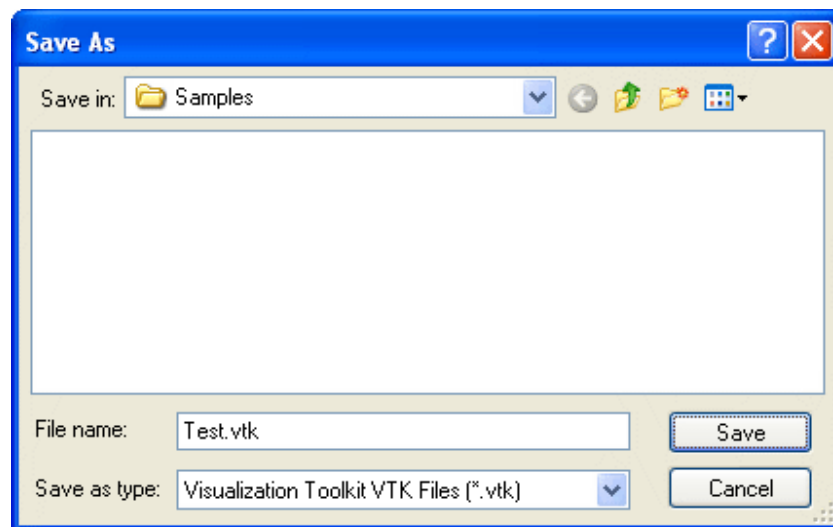 Save As
Save in: Samples
File name: Test.vtk Save
Save as type: Visualization Toolkit VTK Files (*.vtk) Cancel